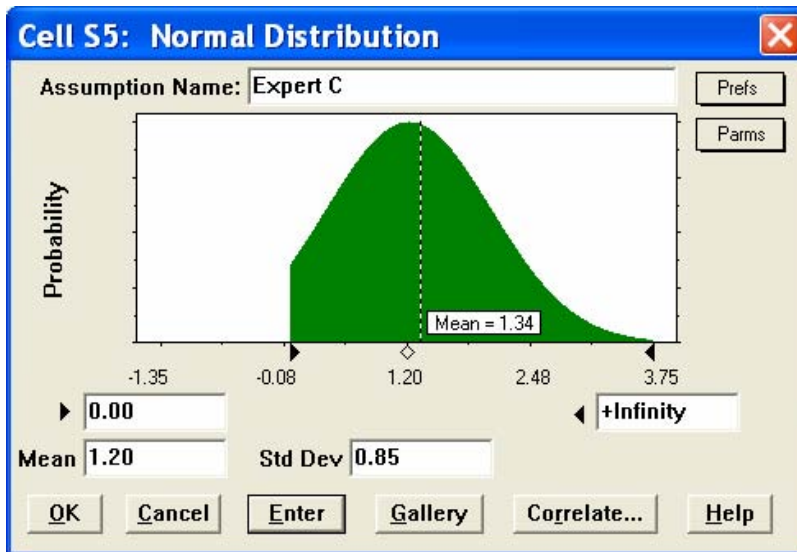 Cell S5: Normal Distribution
Assumption Name: Expert C
Prefs
Parms
Probability
Mean = 1.34
-1.35 -0.08 1.20 2.48 3.75
0.00 +Infinity
Mean 1.20 Std Dev 0.85
OK Cancel Enter Gallery Correlate... Help